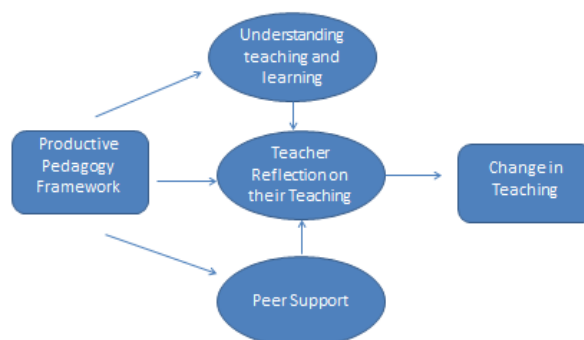 Understanding
teaching and
learning
Productive
Pedagogy
Framework
Teacher
Reflection on
their Teaching
Change in
Teaching
Peer Support